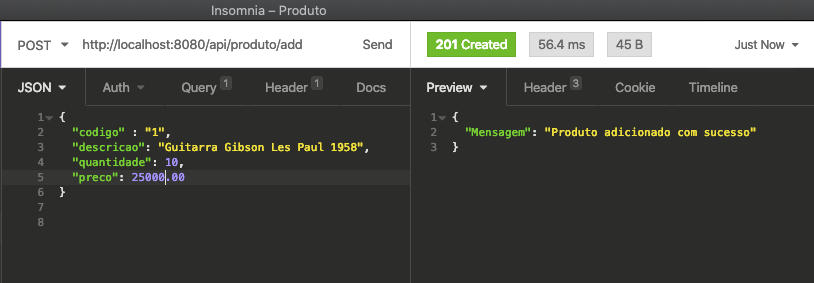 Insomnia – Produto
POST http://localhost:8080/api/produto/add Send
201 Created 56.4 ms 45 B Just Now
JSON Auth Query 1 Header 1 Docs
Preview Header 3 Cookie Timeline
1 {
2 "codigo" : "1",
3 "descricao": "Guitarra Gibson Les Paul 1958",
4 "quantidade": 10,
5 "preco": 25000.00
6 }
7
8
1 {
2 "Mensagem": "Produto adicionado com sucesso"
3 }